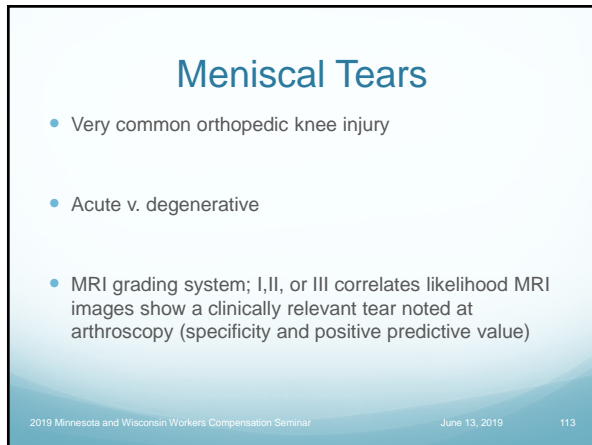 Meniscal Tears
Very common orthopedic knee injury
Acute v. degenerative
MRI grading system; I,II, or III correlates likelihood MRI
images show a clinically relevant tear noted at
arthroscopy (specificity and positive predictive value)
2019 Minnesota and Wisconsin Workers Compensation Seminar June 13, 2019 113